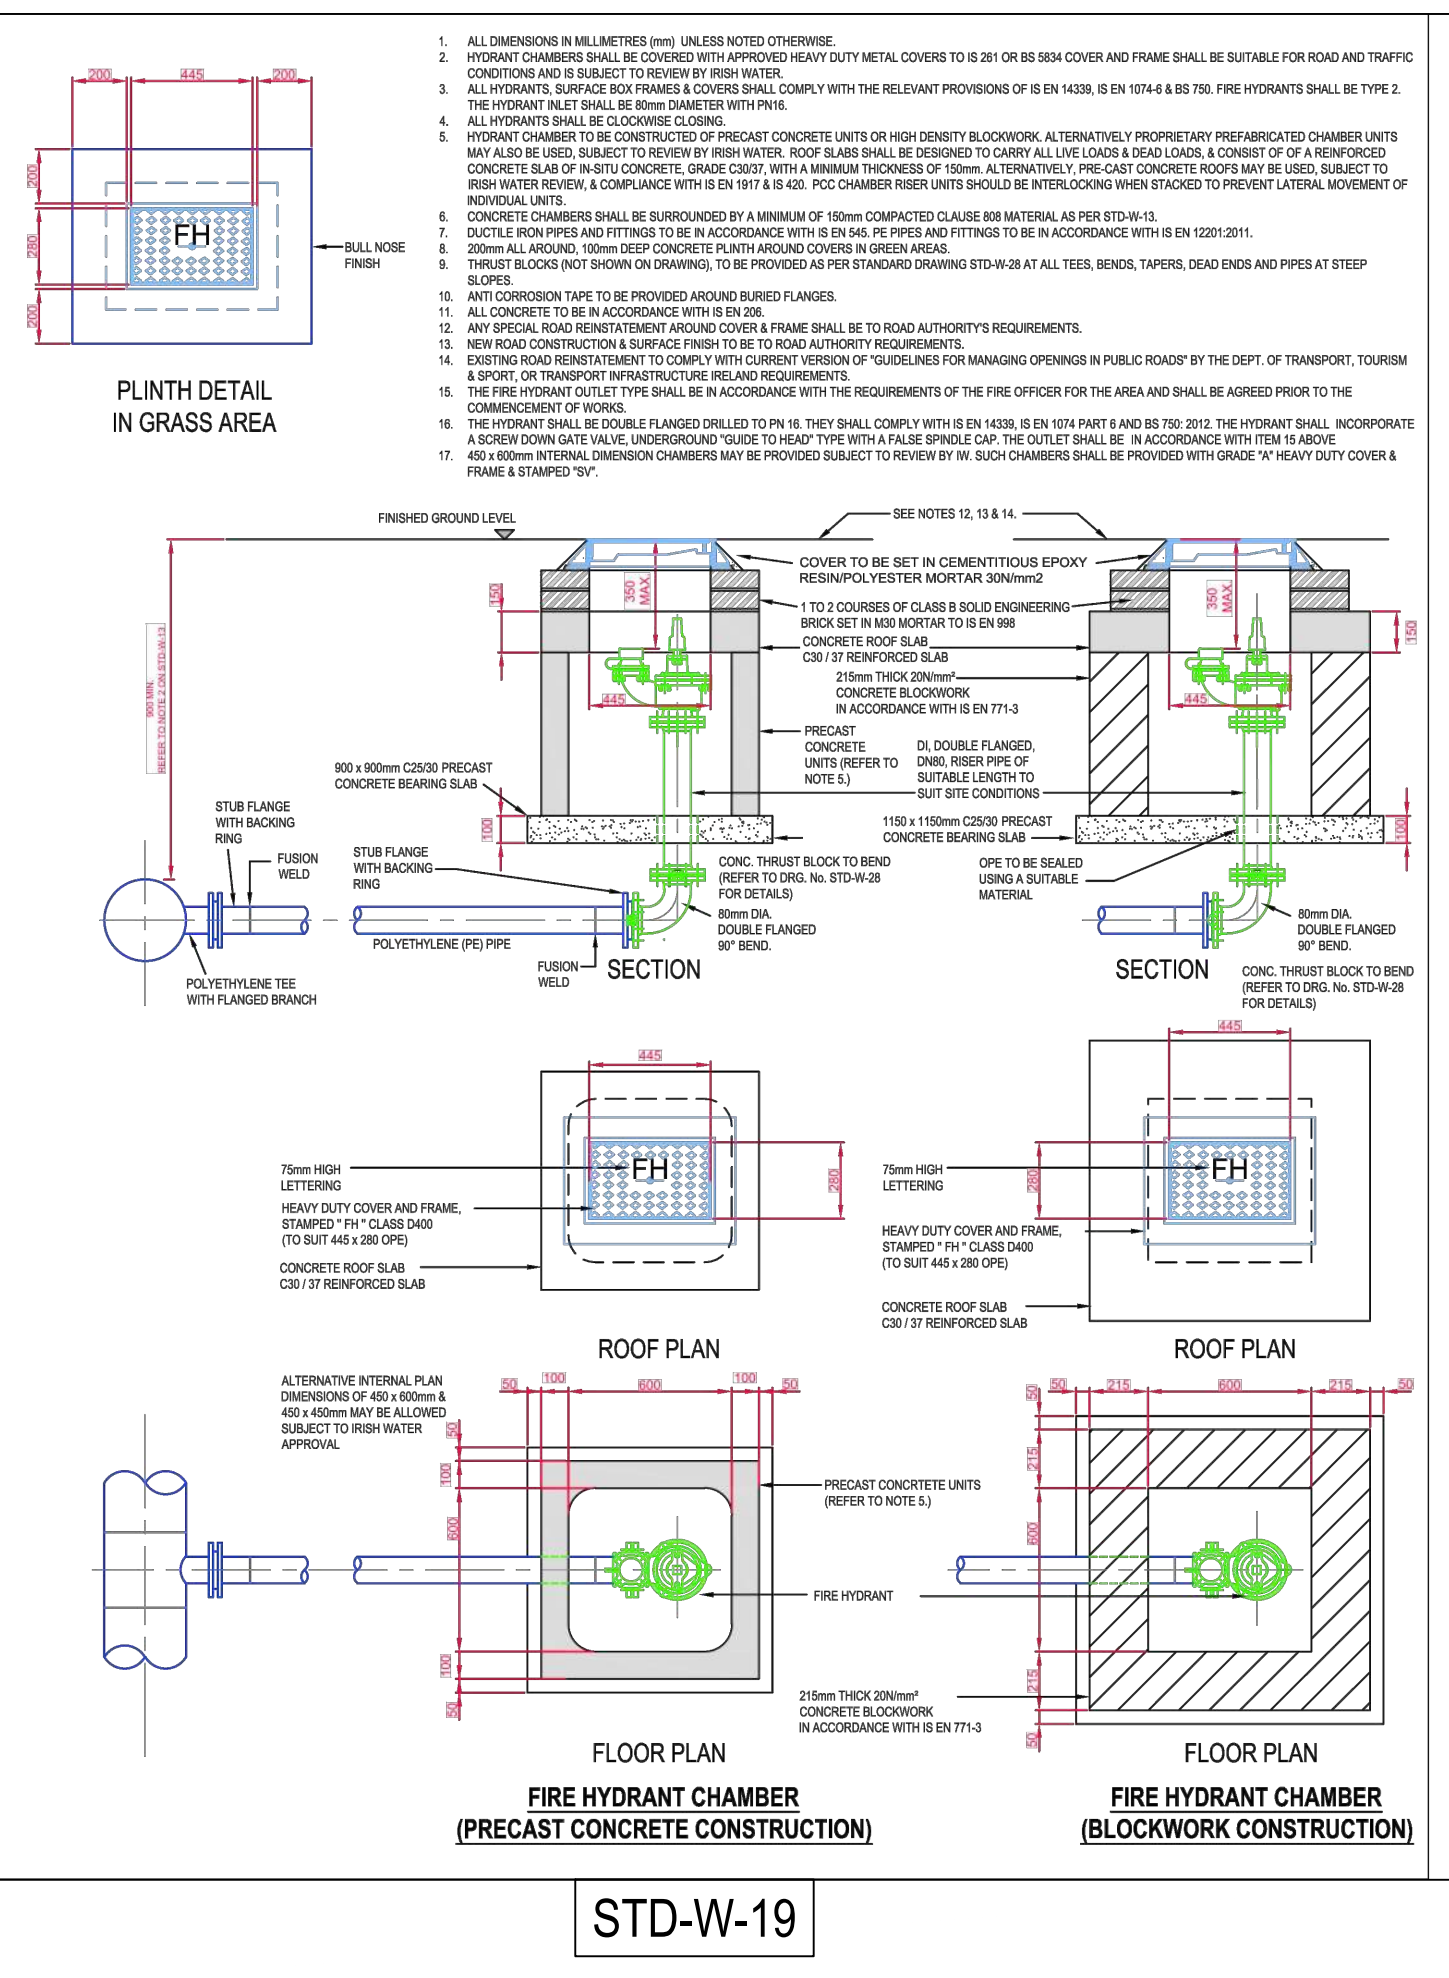 1. ALL DIMENSIONS IN MILLIMETRES (mm) UNLESS NOTED OTHERWISE.
2. HYDRANT CHAMBERS SHALL BE COVERED WITH APPROVED HEAVY DUTY METAL COVERS TO IS 261 OR BS 5834 COVER AND FRAME SHALL BE SUITABLE FOR ROAD AND TRAFFIC
CONDITIONS AND IS SUBJECT TO REVIEW BY IRISH WATER.
3. ALL HYDRANTS, SURFACE BOX FRAMES & COVERS SHALL COMPLY WITH THE RELEVANT PROVISIONS OF IS EN 14339, IS EN 1074-6 & BS 750. FIRE HYDRANTS SHALL BE TYPE 2.
THE HYDRANT INLET SHALL BE 80mm DIAMETER WITH PN16.
4. ALL HYDRANTS SHALL BE CLOCKWISE CLOSING.
5. HYDRANT CHAMBER TO BE CONSTRUCTED OF PRECAST CONCRETE UNITS OR HIGH DENSITY BLOCKWORK. ALTERNATIVELY PROPRIETARY PREFABRICATED CHAMBER UNITS
MAY ALSO BE USED, SUBJECT TO REVIEW BY IRISH WATER. ROOF SLABS SHALL BE DESIGNED TO CARRY ALL LIVE LOADS & DEAD LOADS, & CONSIST OF OF A REINFORCED
CONCRETE SLAB OF IN-SITU CONCRETE, GRADE C30/37, WITH A MINIMUM THICKNESS OF 150mm. ALTERNATIVELY, PRE-CAST CONCRETE ROOFS MAY BE USED, SUBJECT TO
IRISH WATER REVIEW, & COMPLIANCE WITH IS EN 1917 & IS 420. PCC CHAMBER RISER UNITS SHOULD BE INTERLOCKING WHEN STACKED TO PREVENT LATERAL MOVEMENT OF
INDIVIDUAL UNITS.
6. CONCRETE CHAMBERS SHALL BE SURROUNDED BY A MINIMUM OF 150mm COMPACTED CLAUSE 808 MATERIAL AS PER STD-W-13.
7. DUCTILE IRON PIPES AND FITTINGS TO BE IN ACCORDANCE WITH IS EN 545. PE PIPES AND FITTINGS TO BE IN ACCORDANCE WITH IS EN 12201:2011.
8. 200mm ALL AROUND, 100mm DEEP CONCRETE PLINTH AROUND COVERS IN GREEN AREAS.
9. THRUST BLOCKS (NOT SHOWN ON DRAWING), TO BE PROVIDED AS PER STANDARD DRAWING STD-W-28 AT ALL TEES, BENDS, TAPERS, DEAD ENDS AND PIPES AT STEEP
SLOPES.
10. ANTI CORROSION TAPE TO BE PROVIDED AROUND BURIED FLANGES.
11. ALL CONCRETE TO BE IN ACCORDANCE WITH IS EN 206.
12. ANY SPECIAL ROAD REINSTATEMENT AROUND COVER & FRAME SHALL BE TO ROAD AUTHORITY'S REQUIREMENTS.
13. NEW ROAD CONSTRUCTION & SURFACE FINISH TO BE TO ROAD AUTHORITY REQUIREMENTS.
14. EXISTING ROAD REINSTATEMENT TO COMPLY WITH CURRENT VERSION OF "GUIDELINES FOR MANAGING OPENINGS IN PUBLIC ROADS" BY THE DEPT. OF TRANSPORT, TOURISM
& SPORT, OR TRANSPORT INFRASTRUCTURE IRELAND REQUIREMENTS.
15. THE FIRE HYDRANT OUTLET TYPE SHALL BE IN ACCORDANCE WITH THE REQUIREMENTS OF THE FIRE OFFICER FOR THE AREA AND SHALL BE AGREED PRIOR TO THE
COMMENCEMENT OF WORKS.
16. THE HYDRANT SHALL BE DOUBLE FLANGED DRILLED TO PN 16. THEY SHALL COMPLY WITH IS EN 14339, IS EN 1074 PART 6 AND BS 750: 2012. THE HYDRANT SHALL INCORPORATE
A SCREW DOWN GATE VALVE, UNDERGROUND "GUIDE TO HEAD" TYPE WITH A FALSE SPINDLE CAP. THE OUTLET SHALL BE IN ACCORDANCE WITH ITEM 15 ABOVE
17. 450 x 600mm INTERNAL DIMENSION CHAMBERS MAY BE PROVIDED SUBJECT TO REVIEW BY IW. SUCH CHAMBERS SHALL BE PROVIDED WITH GRADE "A" HEAVY DUTY COVER &
FRAME & STAMPED "SV".
200
445
200
200
280
200
FH
BULL NOSE
FINISH
PLINTH DETAIL
IN GRASS AREA
FINISHED GROUND LEVEL
SEE NOTES 12, 13 & 14.
COVER TO BE SET IN CEMENTITIOUS EPOXY
RESIN/POLYESTER MORTAR 30N/mm2
1 TO 2 COURSES OF CLASS B SOLID ENGINEERING
BRICK SET IN M30 MORTAR TO IS EN 998
CONCRETE ROOF SLAB
C30 / 37 REINFORCED SLAB
215mm THICK 20N/mm²
CONCRETE BLOCKWORK
IN ACCORDANCE WITH IS EN 771-3
PRECAST
CONCRETE
UNITS (REFER TO
NOTE 5.)
DI, DOUBLE FLANGED,
DN80, RISER PIPE OF
SUITABLE LENGTH TO
SUIT SITE CONDITIONS
900 MIN.
REFER TO NOTE 2 ON STD-W-13
150
350
MAX
445
100
350
MAX
150
445
100
900 x 900mm C25/30 PRECAST
CONCRETE BEARING SLAB
1150 x 1150mm C25/30 PRECAST
CONCRETE BEARING SLAB
STUB FLANGE
WITH BACKING
RING
FUSION
WELD
STUB FLANGE
WITH BACKING
RING
CONC. THRUST BLOCK TO BEND
(REFER TO DRG. No. STD-W-28
FOR DETAILS)
OPE TO BE SEALED
USING A SUITABLE
MATERIAL
80mm DIA.
DOUBLE FLANGED
90° BEND.
80mm DIA.
DOUBLE FLANGED
90° BEND.
POLYETHYLENE (PE) PIPE
FUSION
WELD
POLYETHYLENE TEE
WITH FLANGED BRANCH
SECTION
SECTION
CONC. THRUST BLOCK TO BEND
(REFER TO DRG. No. STD-W-28
FOR DETAILS)
445
280
FH
75mm HIGH
LETTERING
HEAVY DUTY COVER AND FRAME,
STAMPED " FH " CLASS D400
(TO SUIT 445 x 280 OPE)
CONCRETE ROOF SLAB
C30 / 37 REINFORCED SLAB
ROOF PLAN
445
280
FH
75mm HIGH
LETTERING
HEAVY DUTY COVER AND FRAME,
STAMPED " FH " CLASS D400
(TO SUIT 445 x 280 OPE)
CONCRETE ROOF SLAB
C30 / 37 REINFORCED SLAB
ROOF PLAN
ALTERNATIVE INTERNAL PLAN
DIMENSIONS OF 450 x 600mm &
450 x 450mm MAY BE ALLOWED
SUBJECT TO IRISH WATER
APPROVAL
50
100
600
100
50
50
100
600
100
50
PRECAST CONCRTETE UNITS
(REFER TO NOTE 5.)
FIRE HYDRANT
215mm THICK 20N/mm²
CONCRETE BLOCKWORK
IN ACCORDANCE WITH IS EN 771-3
50
215
600
215
50
50
215
600
215
50
FLOOR PLAN
FLOOR PLAN
FIRE HYDRANT CHAMBER
(PRECAST CONCRETE CONSTRUCTION)
FIRE HYDRANT CHAMBER
(BLOCKWORK CONSTRUCTION)
STD-W-19